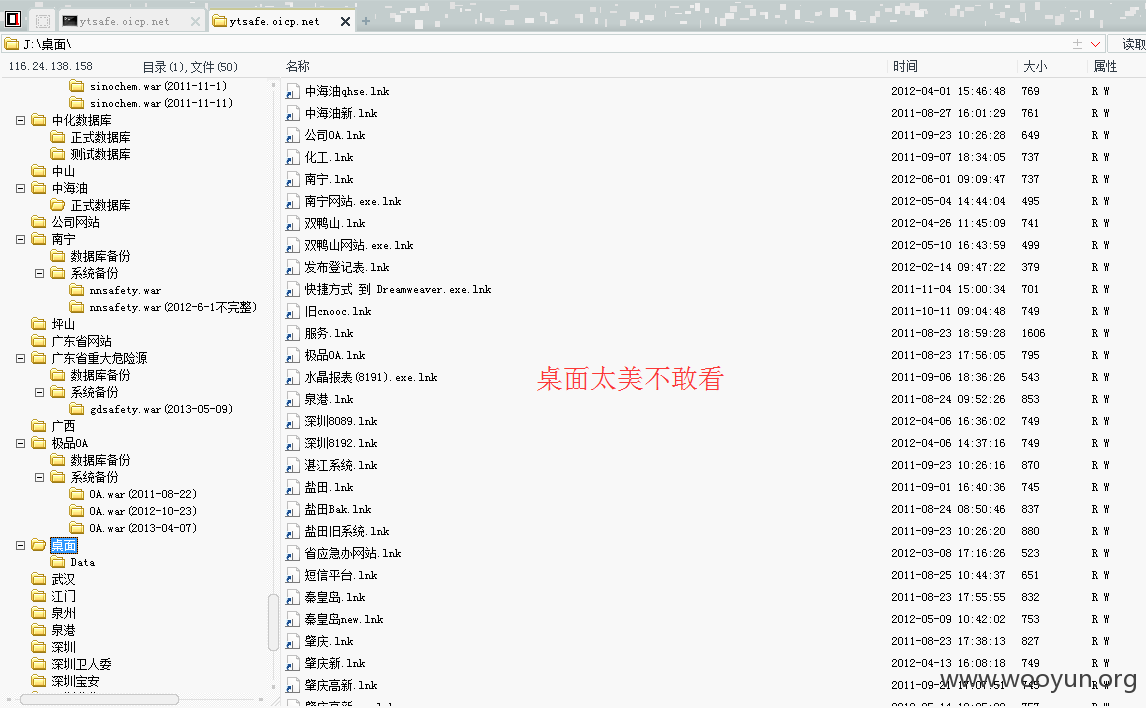 ytsafe.oicp.net
ytsafe.oicp.net
J:\桌面\
读取
116.24.138.158 目录(1),文件(50) 名称 时间 大小 属性
sinochem.war(2011-11-1)
sinochem.war(2011-11-11)
中化数据库
正式数据库
测试数据库
中山
中海油
正式数据库
公司网站
南宁
数据库备份
系统备份
nnsafety.war
nnsafety.war(2012-6-1不完整)
坪山
广东省网站
广东省重大危险源
数据库备份
系统备份
gdsafety.war(2013-05-09)
广西
极品OA
数据库备份
系统备份
OA.war(2011-08-22)
OA.war(2012-10-23)
OA.war(2013-04-07)
桌面
Data
武汉
江门
泉州
泉港
深圳
深圳卫人委
深圳宝安
中海油qhse.lnk 2012-04-01 15:46:48 769 R W
中海油新.lnk 2011-08-27 16:01:29 761 R W
公司OA.lnk 2011-09-23 10:26:28 649 R W
化工.lnk 2011-09-07 18:34:05 737 R W
南宁.lnk 2012-06-01 09:09:47 737 R W
南宁网站.exe.lnk 2012-05-04 14:44:04 495 R W
双鸭山.lnk 2012-04-26 11:45:09 741 R W
双鸭山网站.exe.lnk 2012-05-10 16:43:59 499 R W
发布登记表.lnk 2012-02-14 09:47:22 379 R W
快捷方式 到 Dreamweaver.exe.lnk 2011-11-04 15:00:34 701 R W
旧cnooc.lnk 2011-10-11 09:04:48 749 R W
服务.lnk 2011-08-23 18:59:28 1606 R W
极品OA.lnk 2011-08-23 17:56:05 795 R W
水晶报表(8191).exe.lnk 2011-09-06 18:36:26 543 R W
桌面太美不敢看
泉港.lnk 2011-08-24 09:52:26 853 R W
深圳8089.lnk 2012-04-06 16:36:02 749 R W
深圳8192.lnk 2012-04-06 14:37:16 749 R W
湛江系统.lnk 2011-09-23 10:26:16 870 R W
盐田.lnk 2011-09-01 16:40:36 745 R W
盐田Bak.lnk 2011-08-24 08:50:46 837 R W
盐田旧系统.lnk 2011-09-23 10:26:20 880 R W
省应急办网站.lnk 2012-03-08 17:16:26 523 R W
短信平台.lnk 2011-08-25 10:44:37 651 R W
秦皇岛.lnk 2011-08-23 17:55:55 832 R W
秦皇岛new.lnk 2012-05-09 10:42:02 753 R W
肇庆.lnk 2011-08-23 17:38:13 827 R W
肇庆新.lnk 2012-04-13 16:08:18 749 R W
肇庆高新.lnk 2011-09-21 17:07:51 745 R W
www.wooyun.org